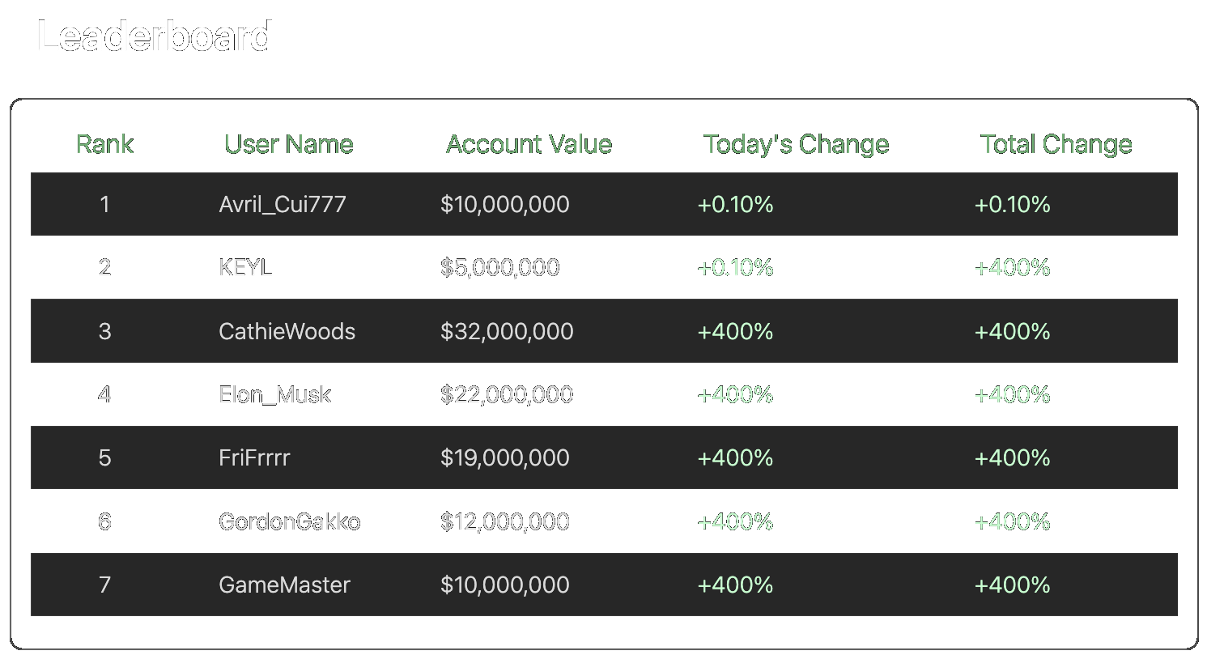 Leaderboard
Rank User Name Account Value Today's Change Total Change
1 Avril_Cui777 $10,000,000 +0.10% +0.10%
2 KEYL $5,000,000 +0.10% +400%
3 CathieWoods $32,000,000 +400% +400%
4 Elon_Musk $22,000,000 +400% +400%
5 FriFrrrr $19,000,000 +400% +400%
6 GordonGakko $12,000,000 +400% +400%
7 GameMaster $10,000,000 +400% +400%